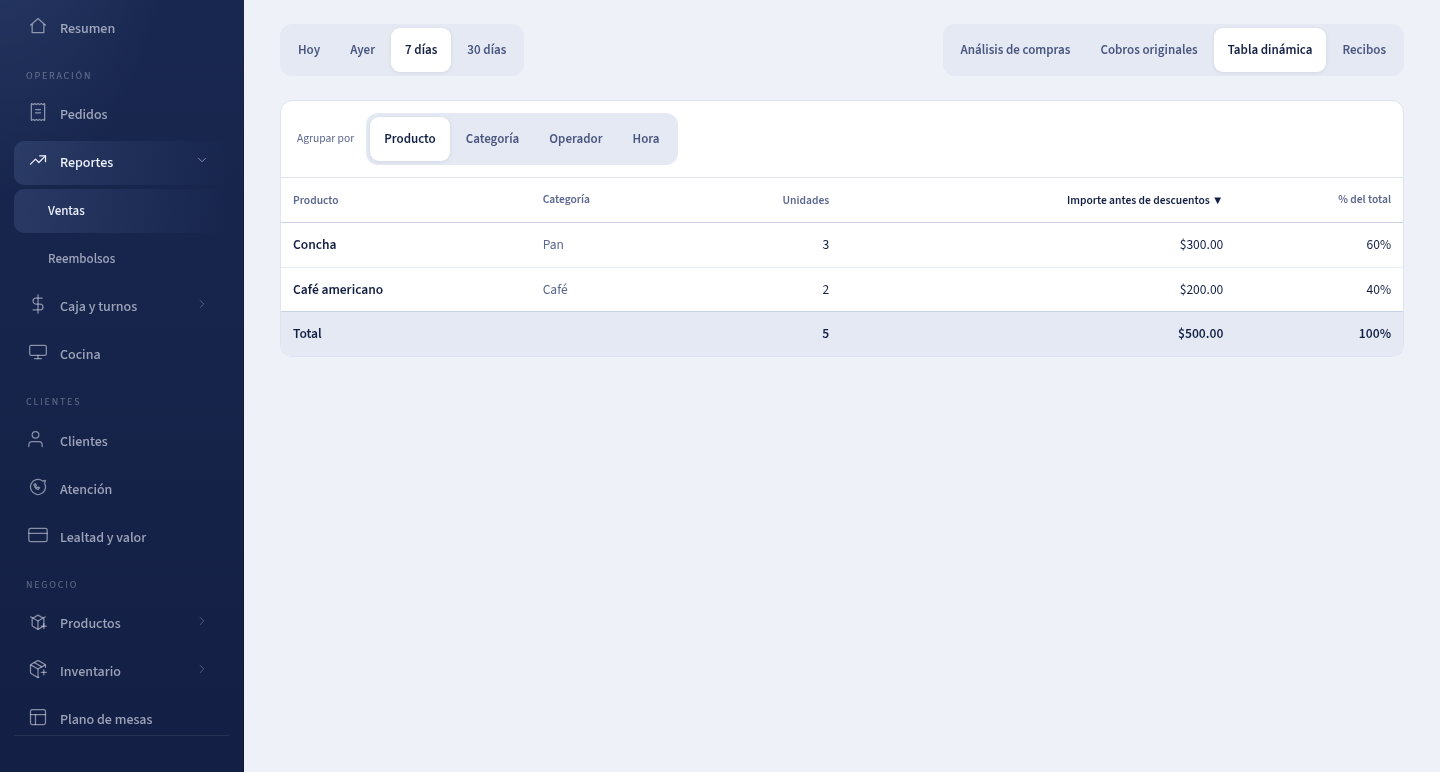 Resumen
OPERACIÓN
Pedidos
Reportes
Ventas
Reembolsos
Caja y turnos
Cocina
CLIENTES
Clientes
Atención
Lealtad y valor
NEGOCIO
Productos
Inventario
Plano de mesas
Hoy Ayer 7 días 30 días
Análisis de compras Cobros originales Tabla dinámica Recibos
Agrupar por Producto Categoría Operador Hora
Producto Categoría Unidades Importe antes de descuentos ▼ % del total
Concha Pan 3 $300.00 60%
Café americano Café 2 $200.00 40%
Total 5 $500.00 100%